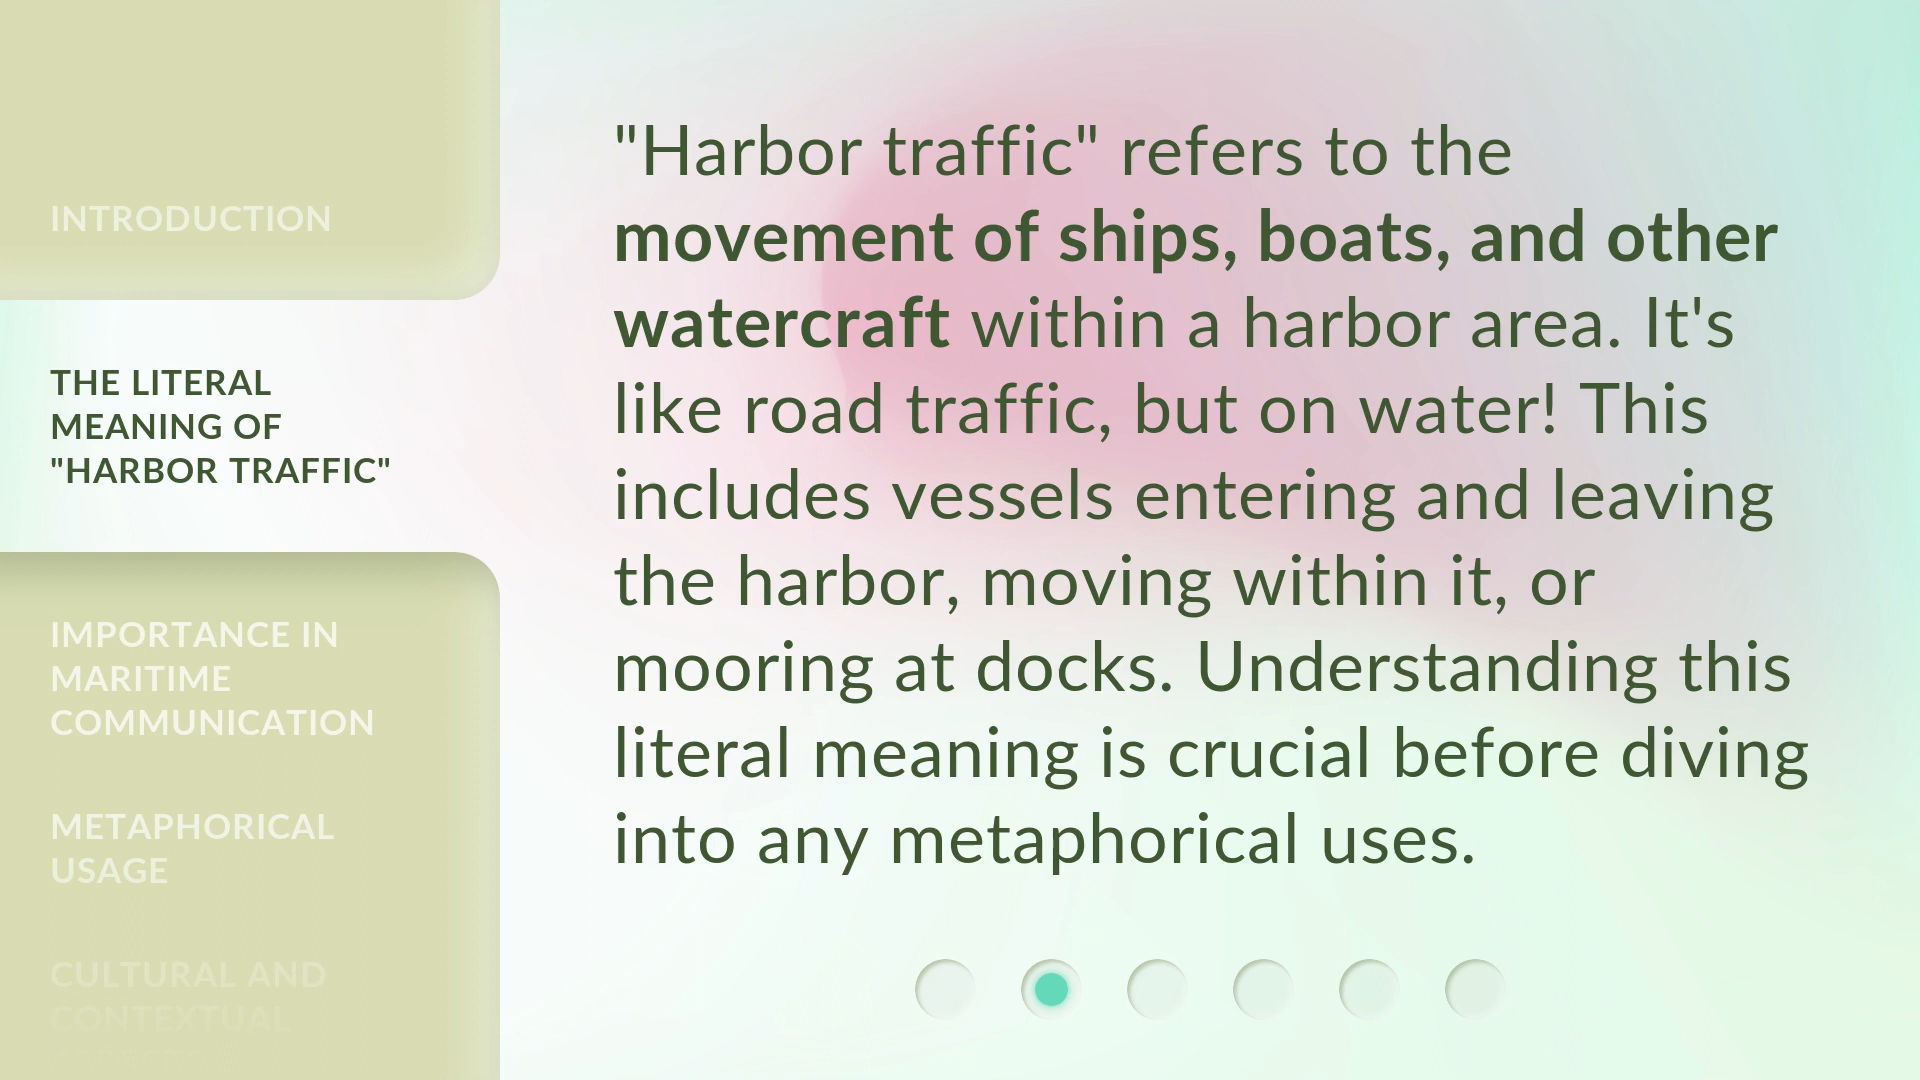 INTRODUCTION
THE LITERAL
MEANING OF
"HARBOR TRAFFIC"
IMPORTANCE IN
MARITIME
COMMUNICATION
METAPHORICAL
USAGE
CULTURAL AND
CONTEXTUAL
"Harbor traffic" refers to the
movement of ships, boats, and other
watercraft within a harbor area. It's
like road traffic, but on water! This
includes vessels entering and leaving
the harbor, moving within it, or
mooring at docks. Understanding this
literal meaning is crucial before diving
into any metaphorical uses.